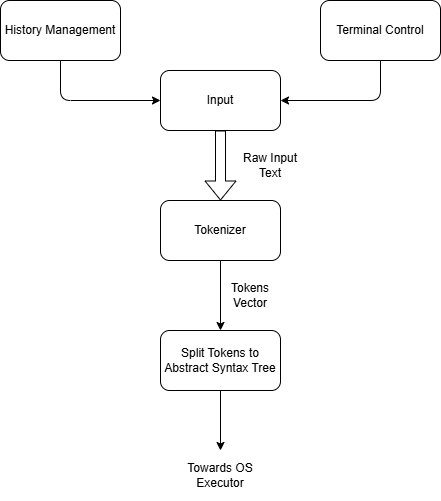 History Management
Terminal Control
Input
Raw Input
Text
Tokenizer
Tokens
Vector
Split Tokens to
Abstract Syntax Tree
Towards OS
Executor